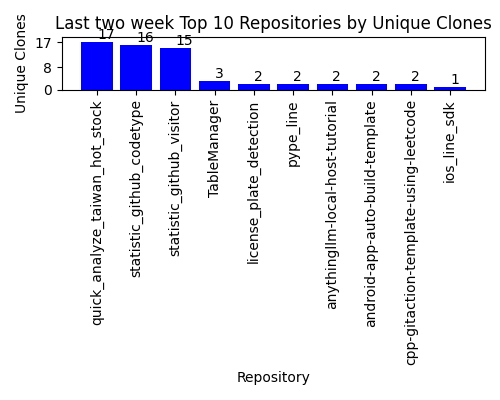 Last two week Top 10 Repositories by Unique Clones
Unique Clones
17
8
0
17
16
15
3
2
2
2
2
2
1
quick_analyze_taiwan_hot_stock
statistic_github_codetype
statistic_github_visitor
TableManager
license_plate_detection
pype_line
anythingllm-local-host-tutorial
android-app-auto-build-template
cpp-gitaction-template-using-leetcode
ios_line_sdk
Repository